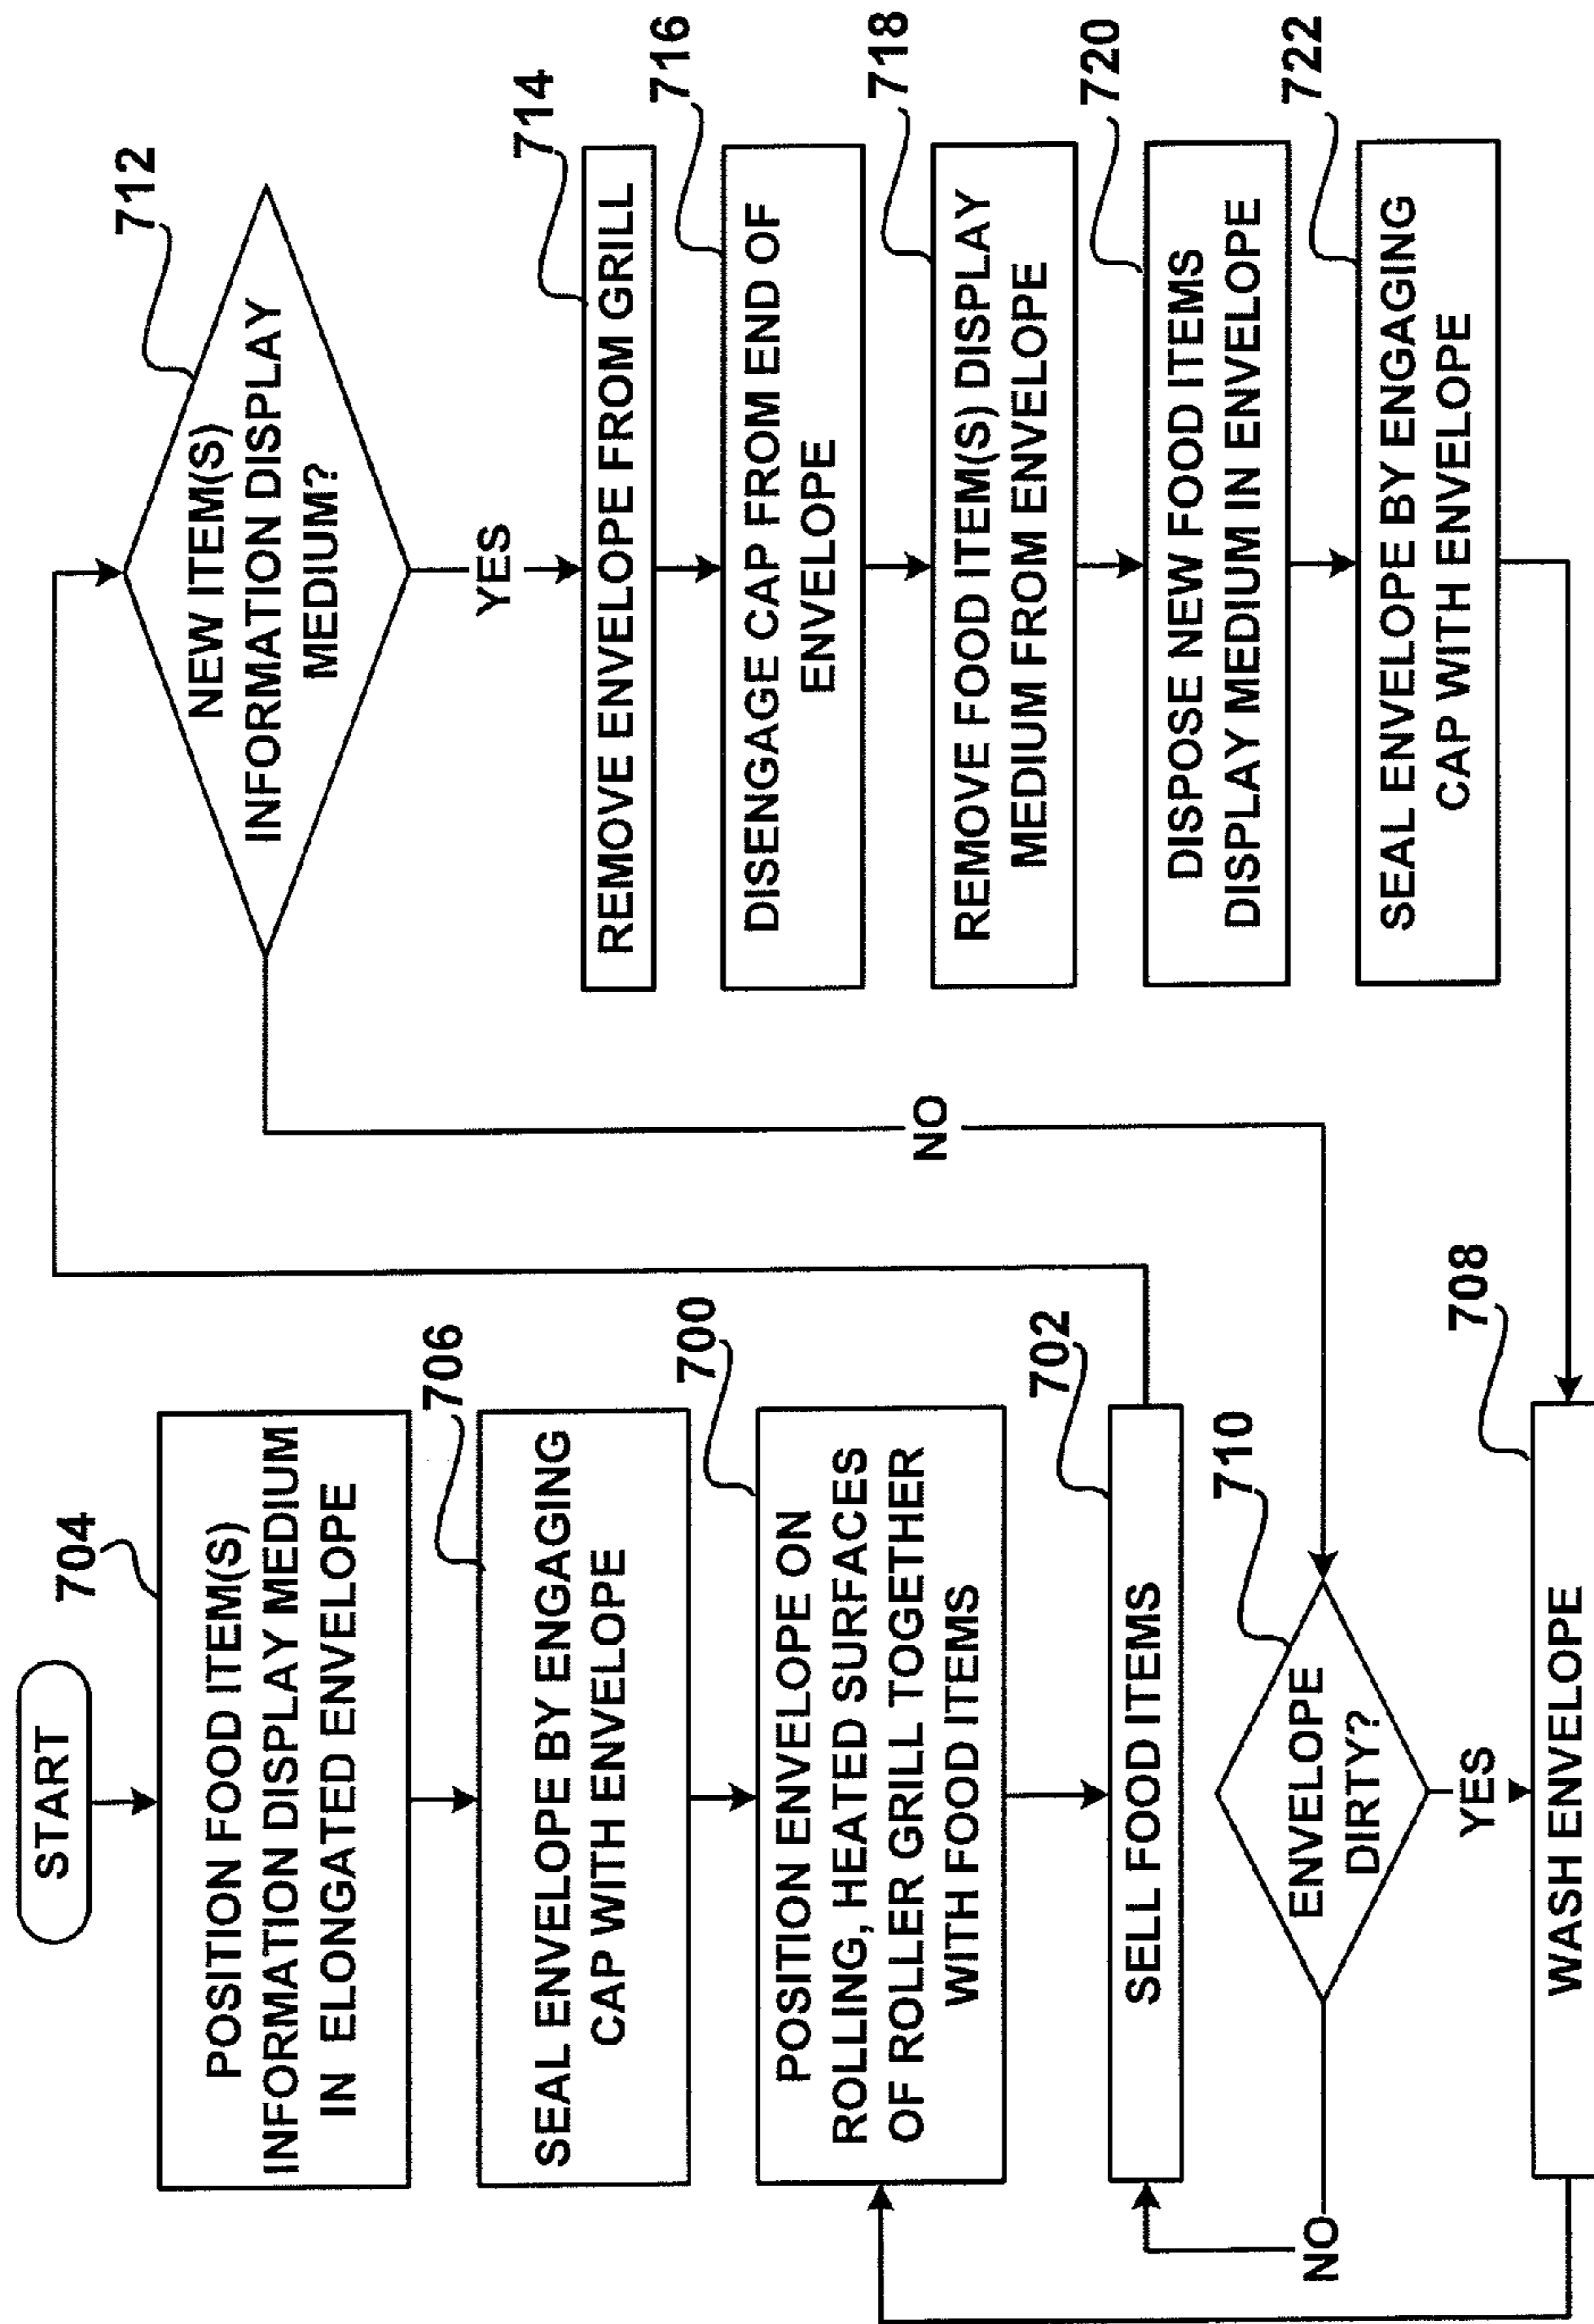 START
704
POSITION FOOD ITEM(S)
INFORMATION DISPLAY MEDIUM
IN ELONGATED ENVELOPE
706
SEAL ENVELOPE BY ENGAGING
CAP WITH ENVELOPE
700
POSITION ENVELOPE ON
ROLLING, HEATED SURFACES
OF ROLLER GRILL TOGETHER
WITH FOOD ITEMS
702
SELL FOOD ITEMS
710
ENVELOPE
DIRTY?
NO
YES
708
WASH ENVELOPE
712
NEW ITEM(S)
INFORMATION DISPLAY
MEDIUM?
NO
YES
714
REMOVE ENVELOPE FROM GRILL
716
DISENGAGE CAP FROM END OF
ENVELOPE
718
REMOVE FOOD ITEM(S) DISPLAY
MEDIUM FROM ENVELOPE
720
DISPOSE NEW FOOD ITEMS
DISPLAY MEDIUM IN ENVELOPE
722
SEAL ENVELOPE BY ENGAGING
CAP WITH ENVELOPE